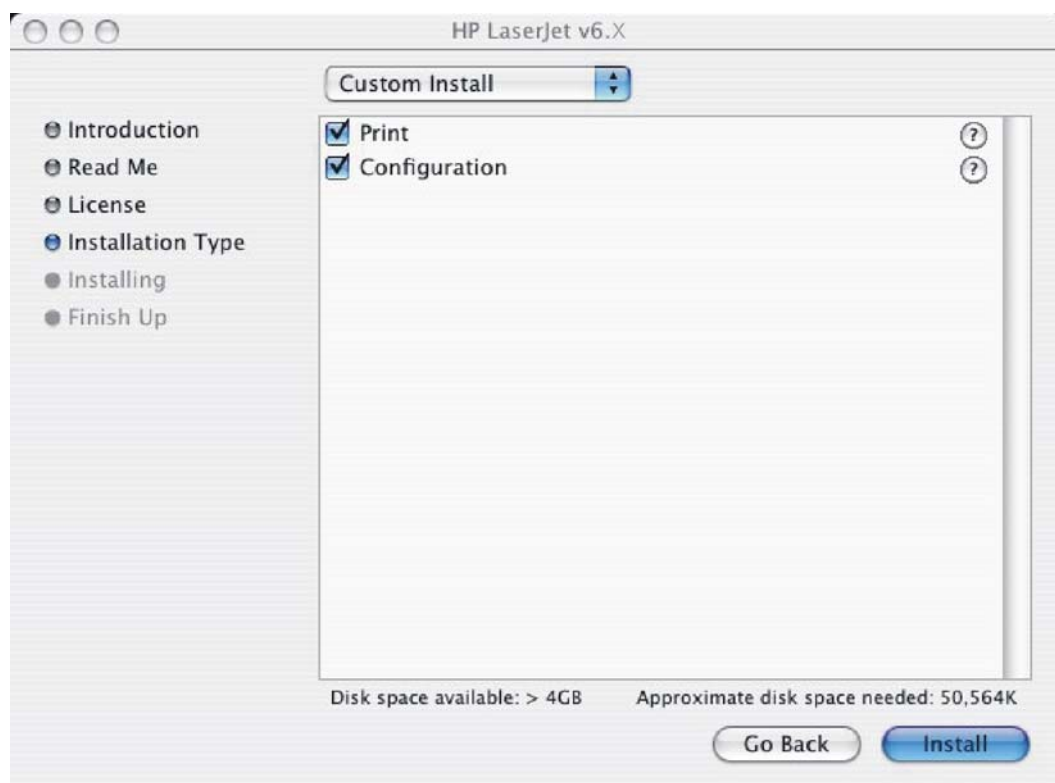 HP LaserJet v6.X
Custom Install
Introduction
Read Me
License
Installation Type
Installing
Finish Up
Print ?
Configuration ?
Disk space available: > 4GB Approximate disk space needed: 50,564K
Go Back Install